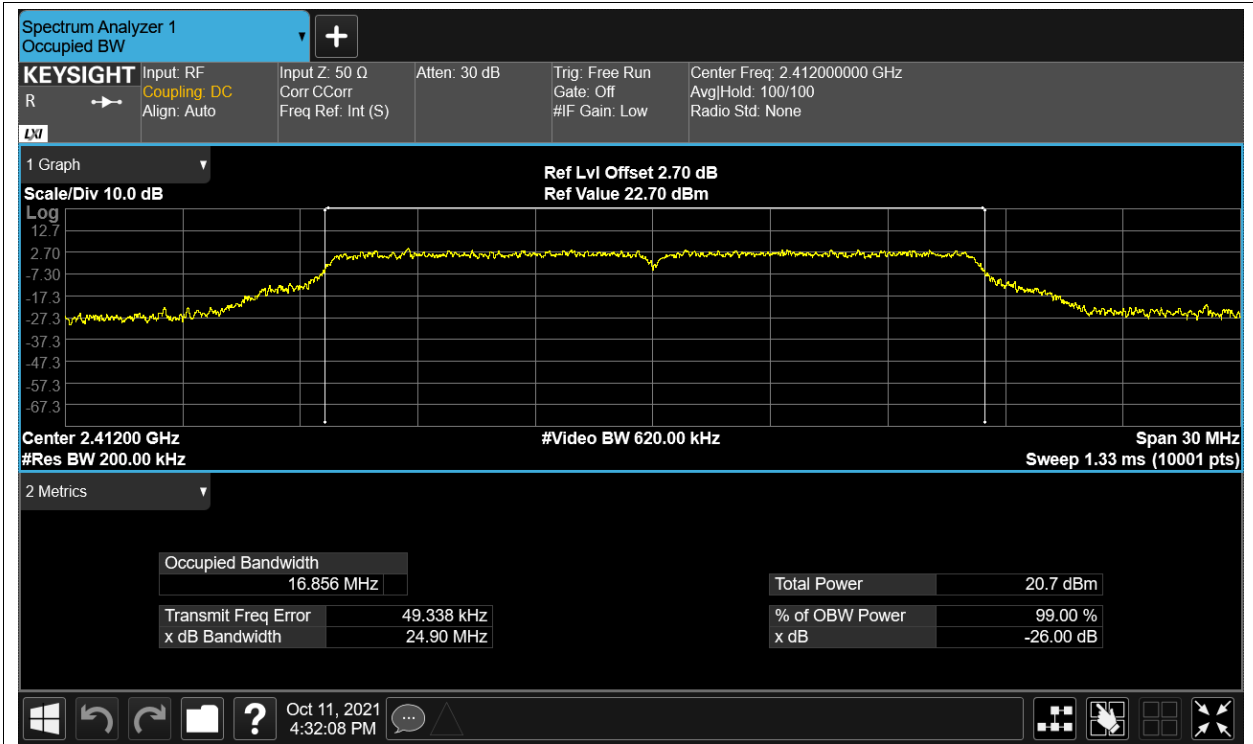 Spectrum Analyzer 1
Occupied BW
KEYSIGHT
R
LXI
Input: RF
Coupling: DC
Align: Auto
Input Z: 50 Ω
Corr CCorr
Freq Ref: Int (S)
Atten: 30 dB
Trig: Free Run
Gate: Off
#IF Gain: Low
Center Freq: 2.412000000 GHz
Avg|Hold: 100/100
Radio Std: None
1 Graph
Scale/Div 10.0 dB
Ref Lvl Offset 2.70 dB
Ref Value 22.70 dBm
Log
12.7
2.70
-7.30
-17.3
-27.3
-37.3
-47.3
-57.3
-67.3
Center 2.41200 GHz
#Video BW 620.00 kHz
Span 30 MHz
#Res BW 200.00 kHz
Sweep 1.33 ms (10001 pts)
2 Metrics
Occupied Bandwidth
16.856 MHz
Transmit Freq Error 49.338 kHz
x dB Bandwidth 24.90 MHz
Total Power 20.7 dBm
% of OBW Power 99.00 %
x dB -26.00 dB
?
Oct 11, 2021
4:32:08 PM